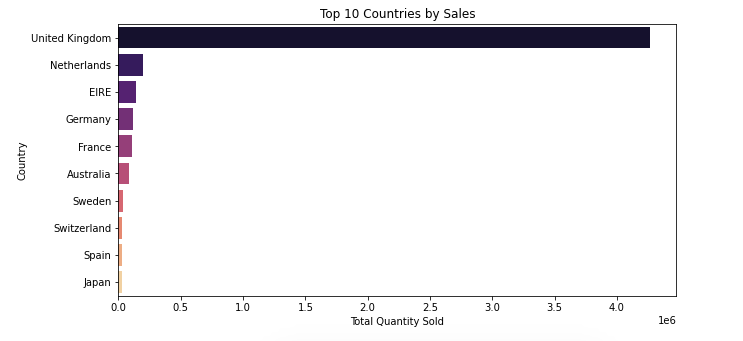 Top 10 Countries by Sales
Country
United Kingdom
Netherlands
EIRE
Germany
France
Australia
Sweden
Switzerland
Spain
Japan
0.0 0.5 1.0 1.5 2.0 2.5 3.0 3.5 4.0
1e6
Total Quantity Sold